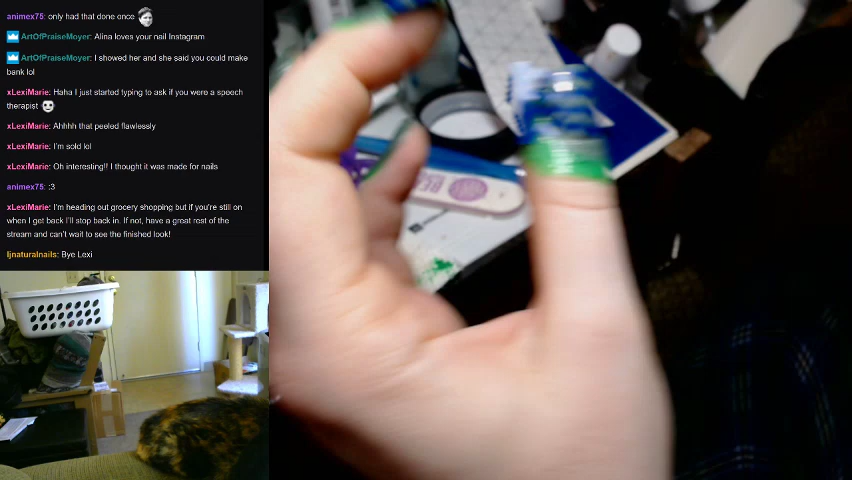 animex75: only had that done once
ArtOfPraiseMoyer: Alina loves your nail Instagram
ArtOfPraiseMoyer: I showed her and she said you could make
bank lol
xLexiMarie: Haha I just started typing to ask if you were a speech
therapist
xLexiMarie: Ahhhh that peeled flawlessly
xLexiMarie: I'm sold lol
xLexiMarie: Oh interesting!! I thought it was made for nails
animex75: :3
xLexiMarie: I'm heading out grocery shopping but if you're still on
when I get back I'll stop back in. If not, have a great rest of the
stream and can't wait to see the finished look!
ljnaturalnails: Bye Lexi